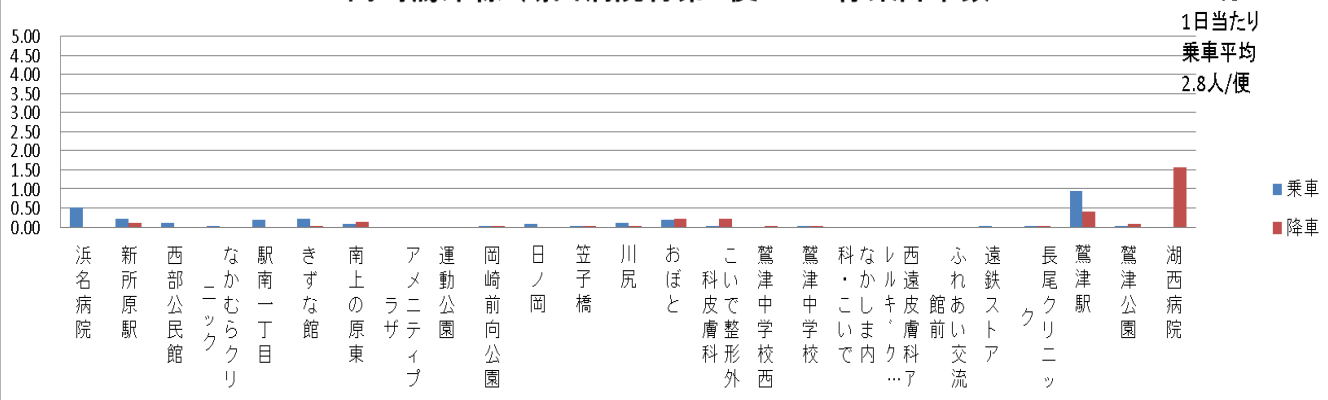 1日当たり
乗車平均
2.8人/便
5.00
4.50
4.00
3.50
3.00
2.50
2.00
1.50
1.00
0.50
0.00
乗車
降車
浜名病院
新所原駅
西部公民館
なかむらクリ
ニック
駅南一丁目
きずな館
南上の原東
アメニティプ
ラザ
運動公園
岡崎前向公園
日ノ岡
笠子橋
川尻
おぼと
こいで整形外
科皮膚科
鷲津中学校西
鷲津中学校
なかしま内
科・こいで
西遠皮膚科ア
レルギーク…
ふれあい交流
館前
遠鉄ストア
長尾クリニッ
ク
鷲津駅
鷲津公園
湖西病院